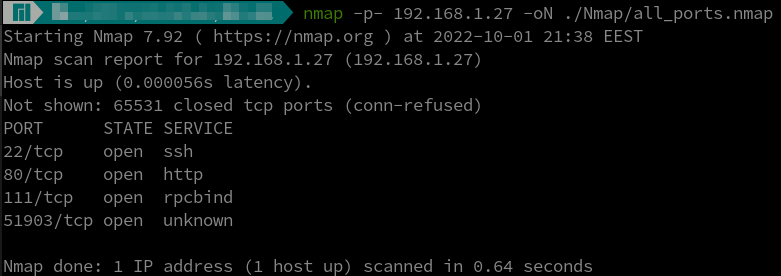 nmap -p- 192.168.1.27 -oN ./Nmap/all_ports.nmap
Starting Nmap 7.92 ( https://nmap.org ) at 2022-10-01 21:38 EEST
Nmap scan report for 192.168.1.27 (192.168.1.27)
Host is up (0.000056s latency).
Not shown: 65531 closed tcp ports (conn-refused)
PORT      STATE SERVICE
22/tcp    open  ssh
80/tcp    open  http
111/tcp   open  rpcbind
51903/tcp open  unknown
Nmap done: 1 IP address (1 host up) scanned in 0.64 seconds